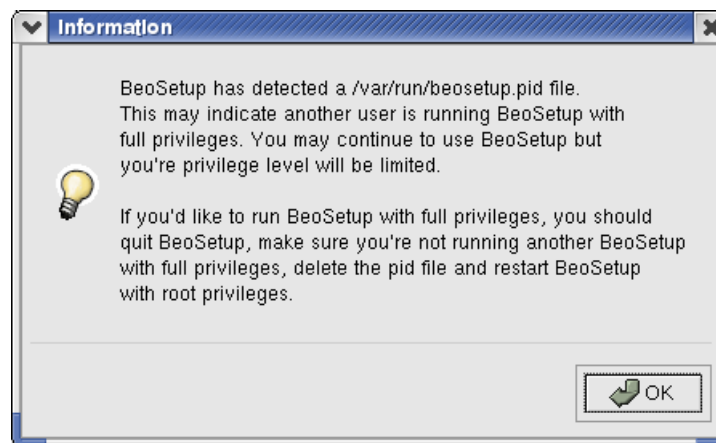 Information
BeoSetup has detected a /var/run/beosetup.pid file.
This may indicate another user is running BeoSetup with
full privileges. You may continue to use BeoSetup but
you're privilege level will be limited.
If you'd like to run BeoSetup with full privileges, you should
quit BeoSetup, make sure you're not running another BeoSetup
with full privileges, delete the pid file and restart BeoSetup
with root privileges.
OK